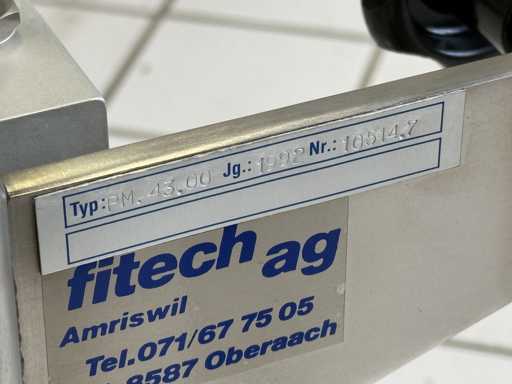 Typ: PM.43.00 Jg.: 1992 Nr.: 10514.7
fitech ag
Amriswil
Tel. 071/67 75 05
8587 Oberaach